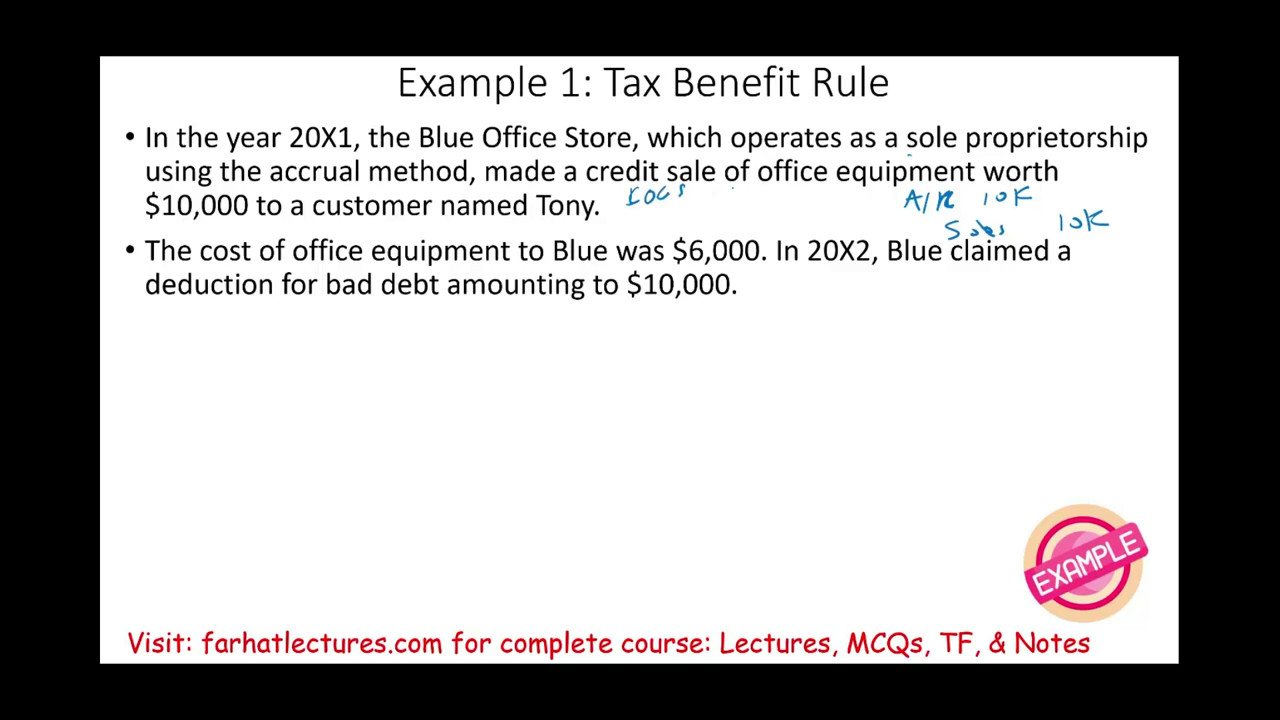 Example 1: Tax Benefit Rule
• In the year 20X1, the Blue Office Store, which operates as a sole proprietorship
using the accrual method, made a credit sale of office equipment worth
$10,000 to a customer named Tony.
A/R 10K
Sales 10K
• The cost of office equipment to Blue was $6,000. In 20X2, Blue claimed a
deduction for bad debt amounting to $10,000.
EXAMPLE
Visit: farhatlectures.com for complete course: Lectures, MCQs, TF, & Notes